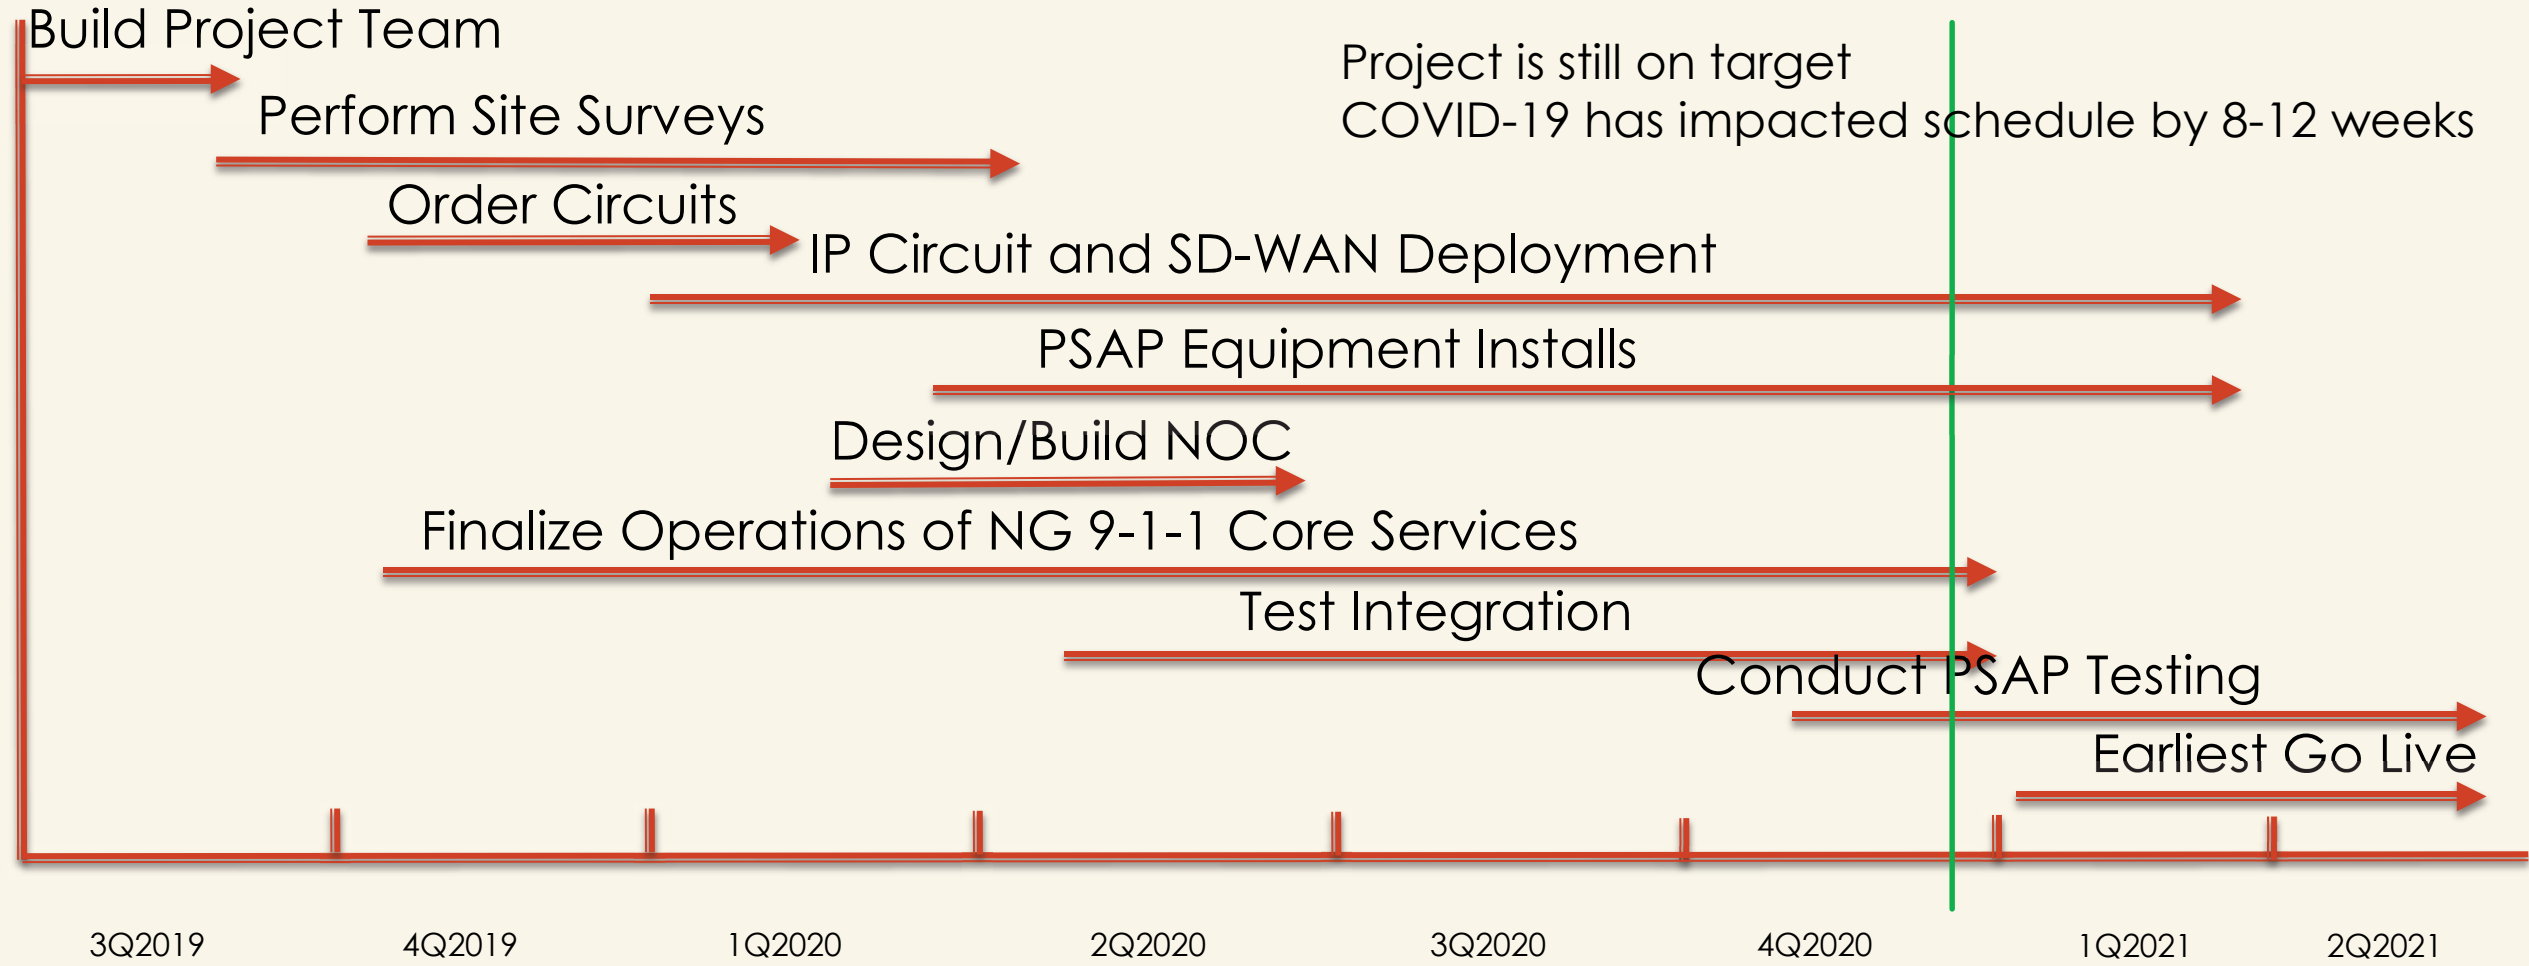 Build Project Team
Project is still on target
COVID-19 has impacted schedule by 8-12 weeks
Perform Site Surveys
Order Circuits
IP Circuit and SD-WAN Deployment
PSAP Equipment Installs
Design/Build NOC
Finalize Operations of NG 9-1-1 Core Services
Test Integration
Conduct PSAP Testing
Earliest Go Live
3Q2019 4Q2019 1Q2020 2Q2020 3Q2020 4Q2020 1Q2021 2Q2021